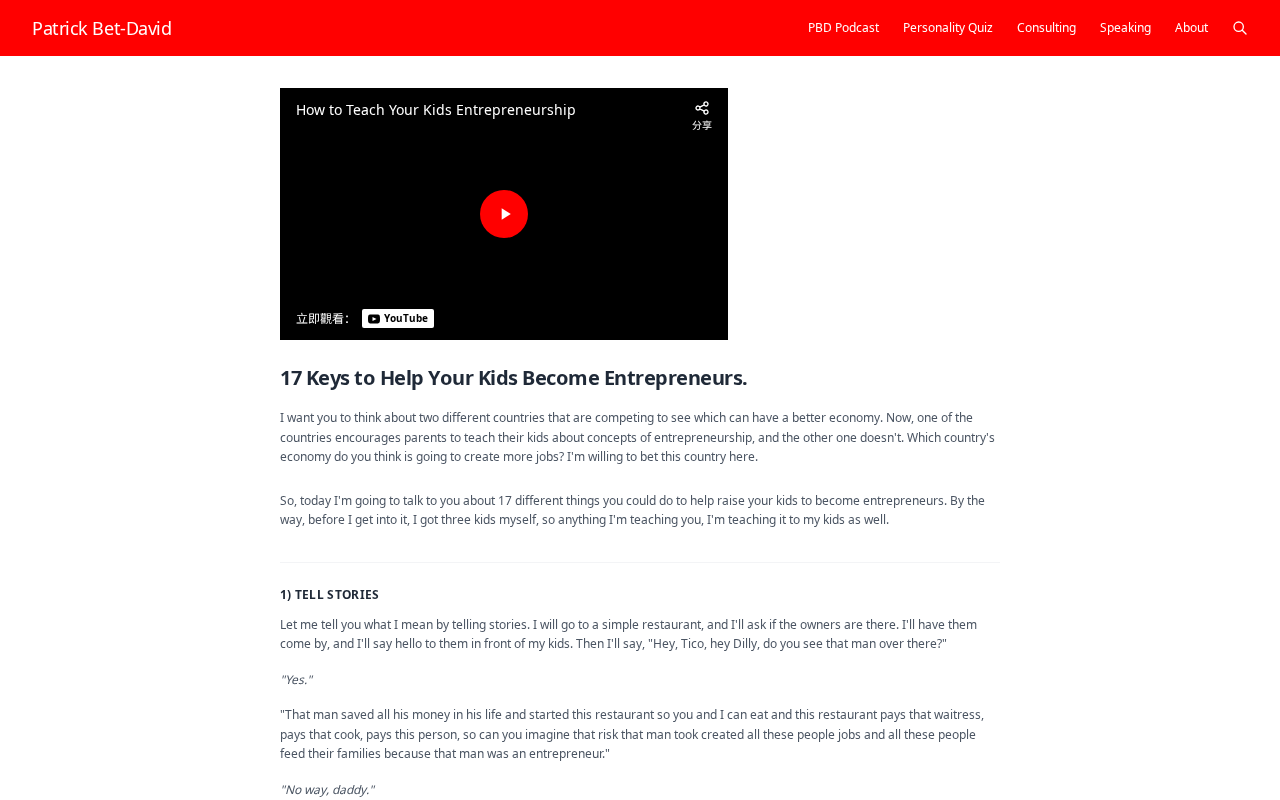 Patrick Bet-David
PBD Podcast
Personality Quiz
Consulting
Speaking
About
How to Teach Your Kids Entrepreneurship
分享
立即觀看：
YouTube
17 Keys to Help Your Kids Become Entrepreneurs.
I want you to think about two different countries that are competing to see which can have a better economy. Now, one of the
countries encourages parents to teach their kids about concepts of entrepreneurship, and the other one doesn't. Which country's
economy do you think is going to create more jobs? I'm willing to bet this country here.
So, today I'm going to talk to you about 17 different things you could do to help raise your kids to become entrepreneurs. By the
way, before I get into it, I got three kids myself, so anything I'm teaching you, I'm teaching it to my kids as well.
1) TELL STORIES
Let me tell you what I mean by telling stories. I will go to a simple restaurant, and I'll ask if the owners are there. I'll have them
come by, and I'll say hello to them in front of my kids. Then I'll say, "Hey, Tico, hey Dilly, do you see that man over there?"
"Yes."
"That man saved all his money in his life and started this restaurant so you and I can eat and this restaurant pays that waitress,
pays that cook, pays this person, so can you imagine that risk that man took created all these people jobs and all these people
feed their families because that man was an entrepreneur."
"No way, daddy."